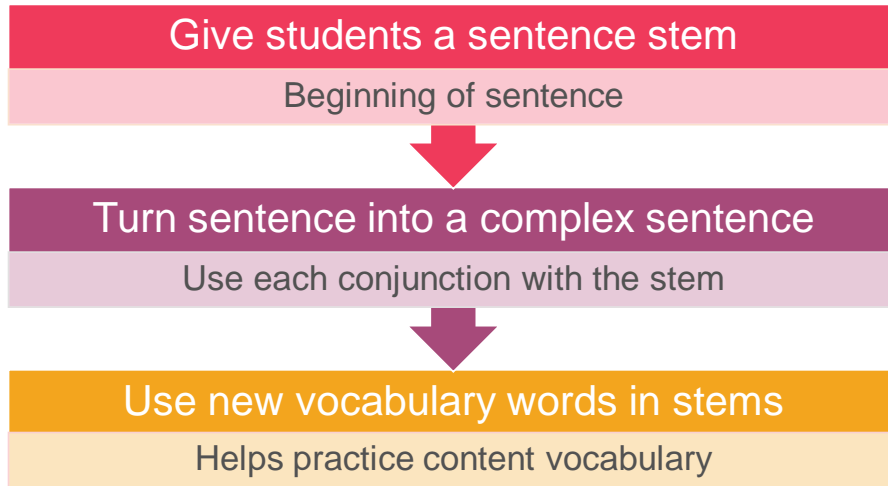 Give students a sentence stem
Beginning of sentence
Turn sentence into a complex sentence
Use each conjunction with the stem
Use new vocabulary words in stems
Helps practice content vocabulary